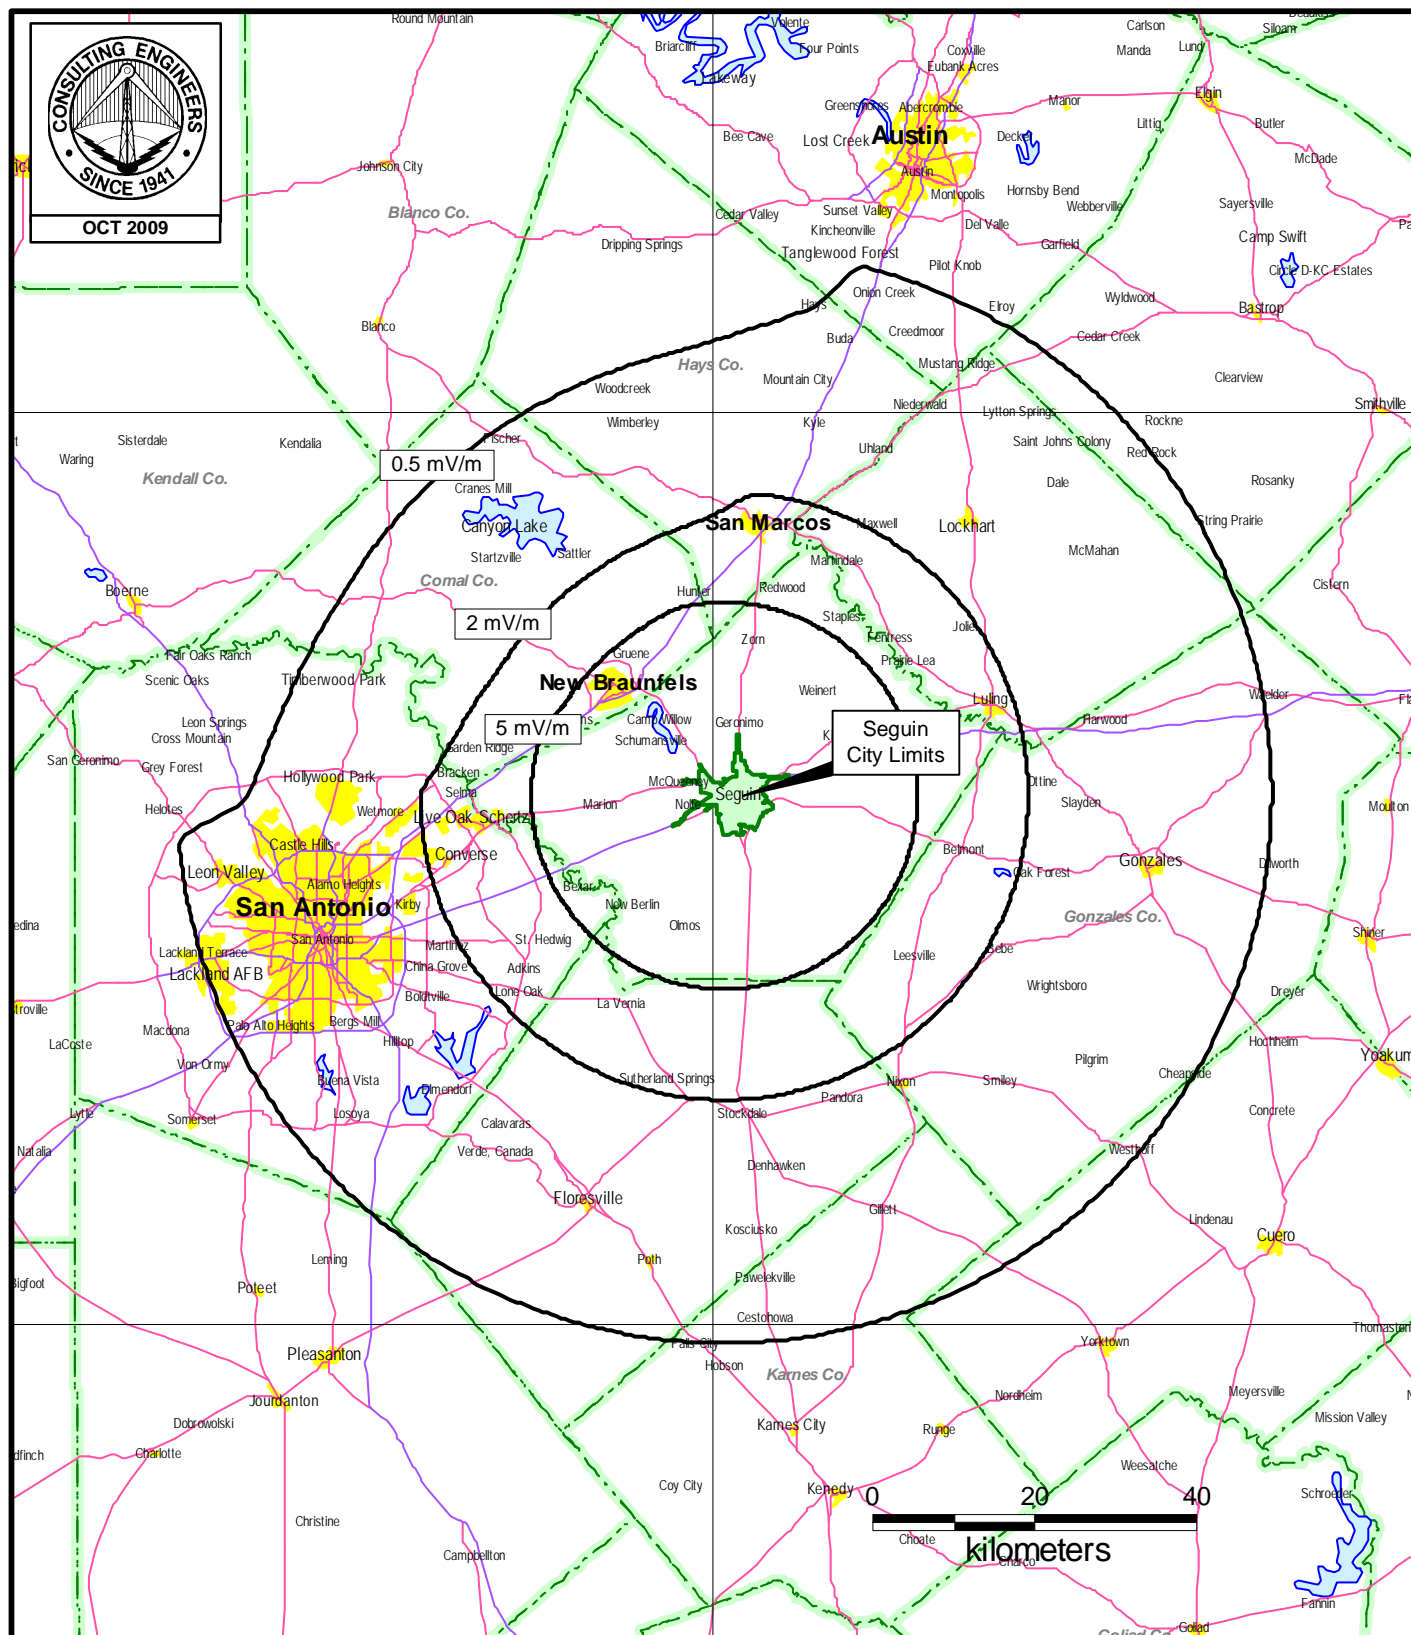 CONSULTING ENGINEERS
SINCE 1941
OCT 2009
Round Mountain
Volente
Briarcliff
Four Points
Lakeway
Coxville
Eubank Acres
Carlson
Manda
Lund
Siloam
Greenshores
Abercrombie
Manor
Elgin
Bee Cave
Lost Creek
Austin
Decker
Littig
Butler
Johnson City
Austin
McDade
Montopolis
Hornsby Bend
Webberville
Sayersville
Blanco Co.
Cedar Valley
Sunset Valley
Kincheonville
Del Valle
Dripping Springs
Tanglewood Forest
Garfield
Camp Swift
Pilot Knob
Circle D-KC Estates
Onion Creek
Hays
Elroy
Wyldwood
Bastrop
Blanco
Buda
Creedmoor
Cedar Creek
Hays Co.
Mustang Ridge
Woodcreek
Mountain City
Clearview
Niederwald
Lytton Springs
Smithville
Wimberley
Kyle
Rockne
Sisterdale
Kendalia
Fischer
Uhland
Saint Johns Colony
Red Rock
Waring
0.5 mV/m
Kendall Co.
Cranes Mill
Dale
Rosanky
Canyon Lake
San Marcos
Maxwell
Lockhart
String Prairie
Startzville
Sattler
Martindale
McMahan
Comal Co.
Boerne
Hunter
Redwood
Cistern
2 mV/m
Staples
Fentress
Zorn
Fair Oaks Ranch
Gruene
Prairie Lea
Scenic Oaks
Timberwood Park
New Braunfels
Weinert
Luling
Waelder
Leon Springs
5 mV/m
Camp Willow
Geronimo
Seguin
City Limits
Harwood
Cross Mountain
Garden Ridge
Schumansville
San Geronimo
Grey Forest
Hollywood Park
Bracken
McQueeney
Ottine
Helotes
Wetmore
Selma
Marion
Seguin
Slayden
Moulton
Live Oak
Schertz
Castle Hills
Converse
Belmont
Gonzales
Dilworth
Leon Valley
Alamo Heights
Bexar
Oak Forest
San Antonio
Kirby
New Berlin
Olmos
Gonzales Co.
San Antonio
St. Hedwig
Shiner
Lackland Terrace
Martinez
Leesville
Bebe
Lackland AFB
China Grove
Adkins
Wrightsboro
Dreyer
Boldtville
Lone Oak
La Vernia
Macdona
Palo Alto Heights
Bergs Mill
LaCoste
Hilltop
Hochheim
Von Ormy
Pilgrim
Cheapside
Yoakum
Buena Vista
Elmendorf
Sutherland Springs
Nixon
Smiley
Pandora
Lytle
Somerset
Losoya
Stockdale
Concrete
Calavaras
Natalia
Verde, Canada
Westhoff
Denhawken
Floresville
Gillett
Lindenau
Kosciusko
Cuero
Leming
Poth
Bigfoot
Poteet
Pawelekville
Cestohowa
Thomaston
Falls City
Yorktown
Pleasanton
Hobson
Karnes Co.
Jourdanton
Nordheim
Meyersville
Dobrowolski
Karnes City
Runge
Mission Valley
Charlotte
Weesatche
Coy City
Kenedy
0 20 40
Schroeder
Christine
Choate
kilometers
Campbellton
Charco
Fannin
Goliad
Goliad Co.